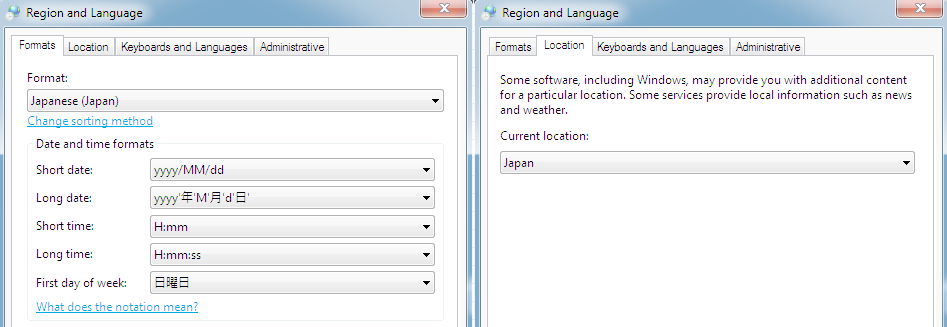 Region and Language
Formats
Location
Keyboards and Languages
Administrative
Format:
Japanese (Japan)
Change sorting method
Date and time formats
Short date:
yyyy/MM/dd
Long date:
yyyy'年'M'月'd'日'
Short time:
H:mm
Long time:
H:mm:ss
First day of week:
日曜日
What does the notation mean?
Region and Language
Formats
Location
Keyboards and Languages
Administrative
Some software, including Windows, may provide you with additional content
for a particular location. Some services provide local information such as news
and weather.
Current location:
Japan